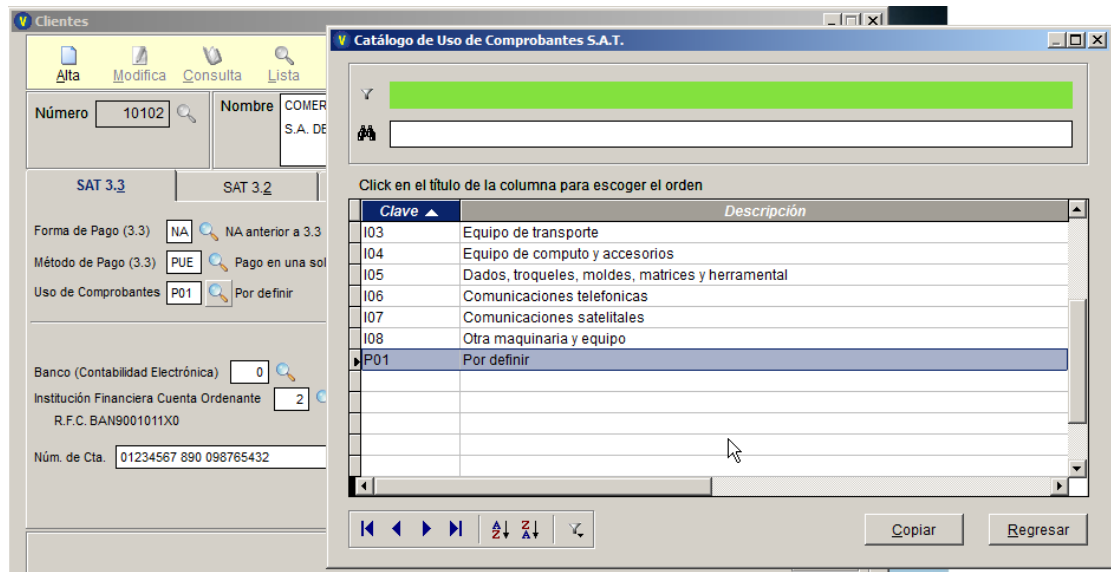 Clientes
Alta Modifica Consulta Lista
Número 10102 Nombre COMER
S.A. DE
SAT 3.3 SAT 3.2
Forma de Pago (3.3) NA NA anterior a 3.3
Método de Pago (3.3) PUE Pago en una sol
Uso de Comprobantes P01 Por definir
Banco (Contabilidad Electrónica) 0
Institución Financiera Cuenta Ordenante 2
R.F.C. BAN9001011X0
Núm. de Cta. 01234567 890 098765432
Catálogo de Uso de Comprobantes S.A.T.
Click en el título de la columna para escoger el orden
Clave Descripción
I03 Equipo de transporte
I04 Equipo de computo y accesorios
I05 Dados, troqueles, moldes, matrices y herramental
I06 Comunicaciones telefonicas
I07 Comunicaciones satelitales
I08 Otra maquinaria y equipo
P01 Por definir
Copiar Regresar